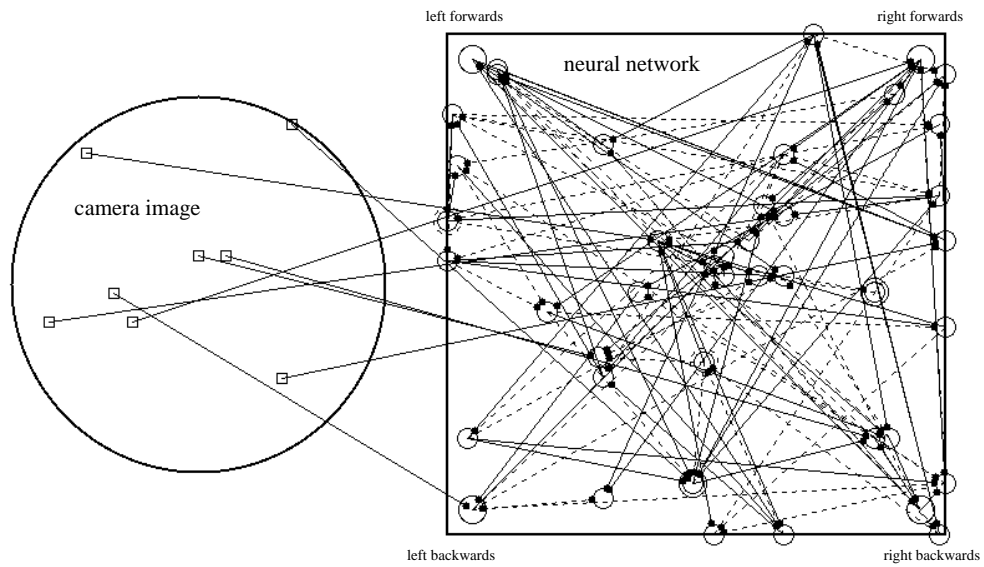 left forwards
right forwards
neural network
camera image
left backwards
right backwards